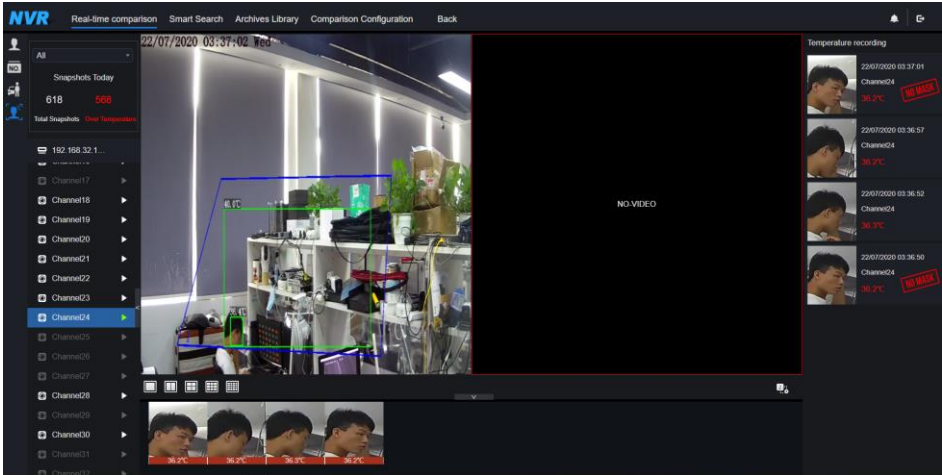 NVR Real-time comparison Smart Search Archives Library Comparison Configuration Back
NO
All
Snapshots Today
618 568
Total Snapshots Over Temperature
192.168.32.1...
Channel17
Channel18
Channel19
Channel20
Channel21
Channel22
Channel23
Channel24
Channel25
Channel26
Channel27
Channel28
Channel29
Channel30
Channel31
Channel32
22/07/2020 03:37:02 Wed
40.0℃
NO-VIDEO
36.2℃ 36.2℃ 36.3℃ 36.2℃
Temperature recording
22/07/2020 03:37:01
Channel24
36.2℃ NO MASK
22/07/2020 03:36:57
Channel24
36.2℃
22/07/2020 03:36:52
Channel24
36.3℃
22/07/2020 03:36:50
Channel24
36.2℃ NO MASK